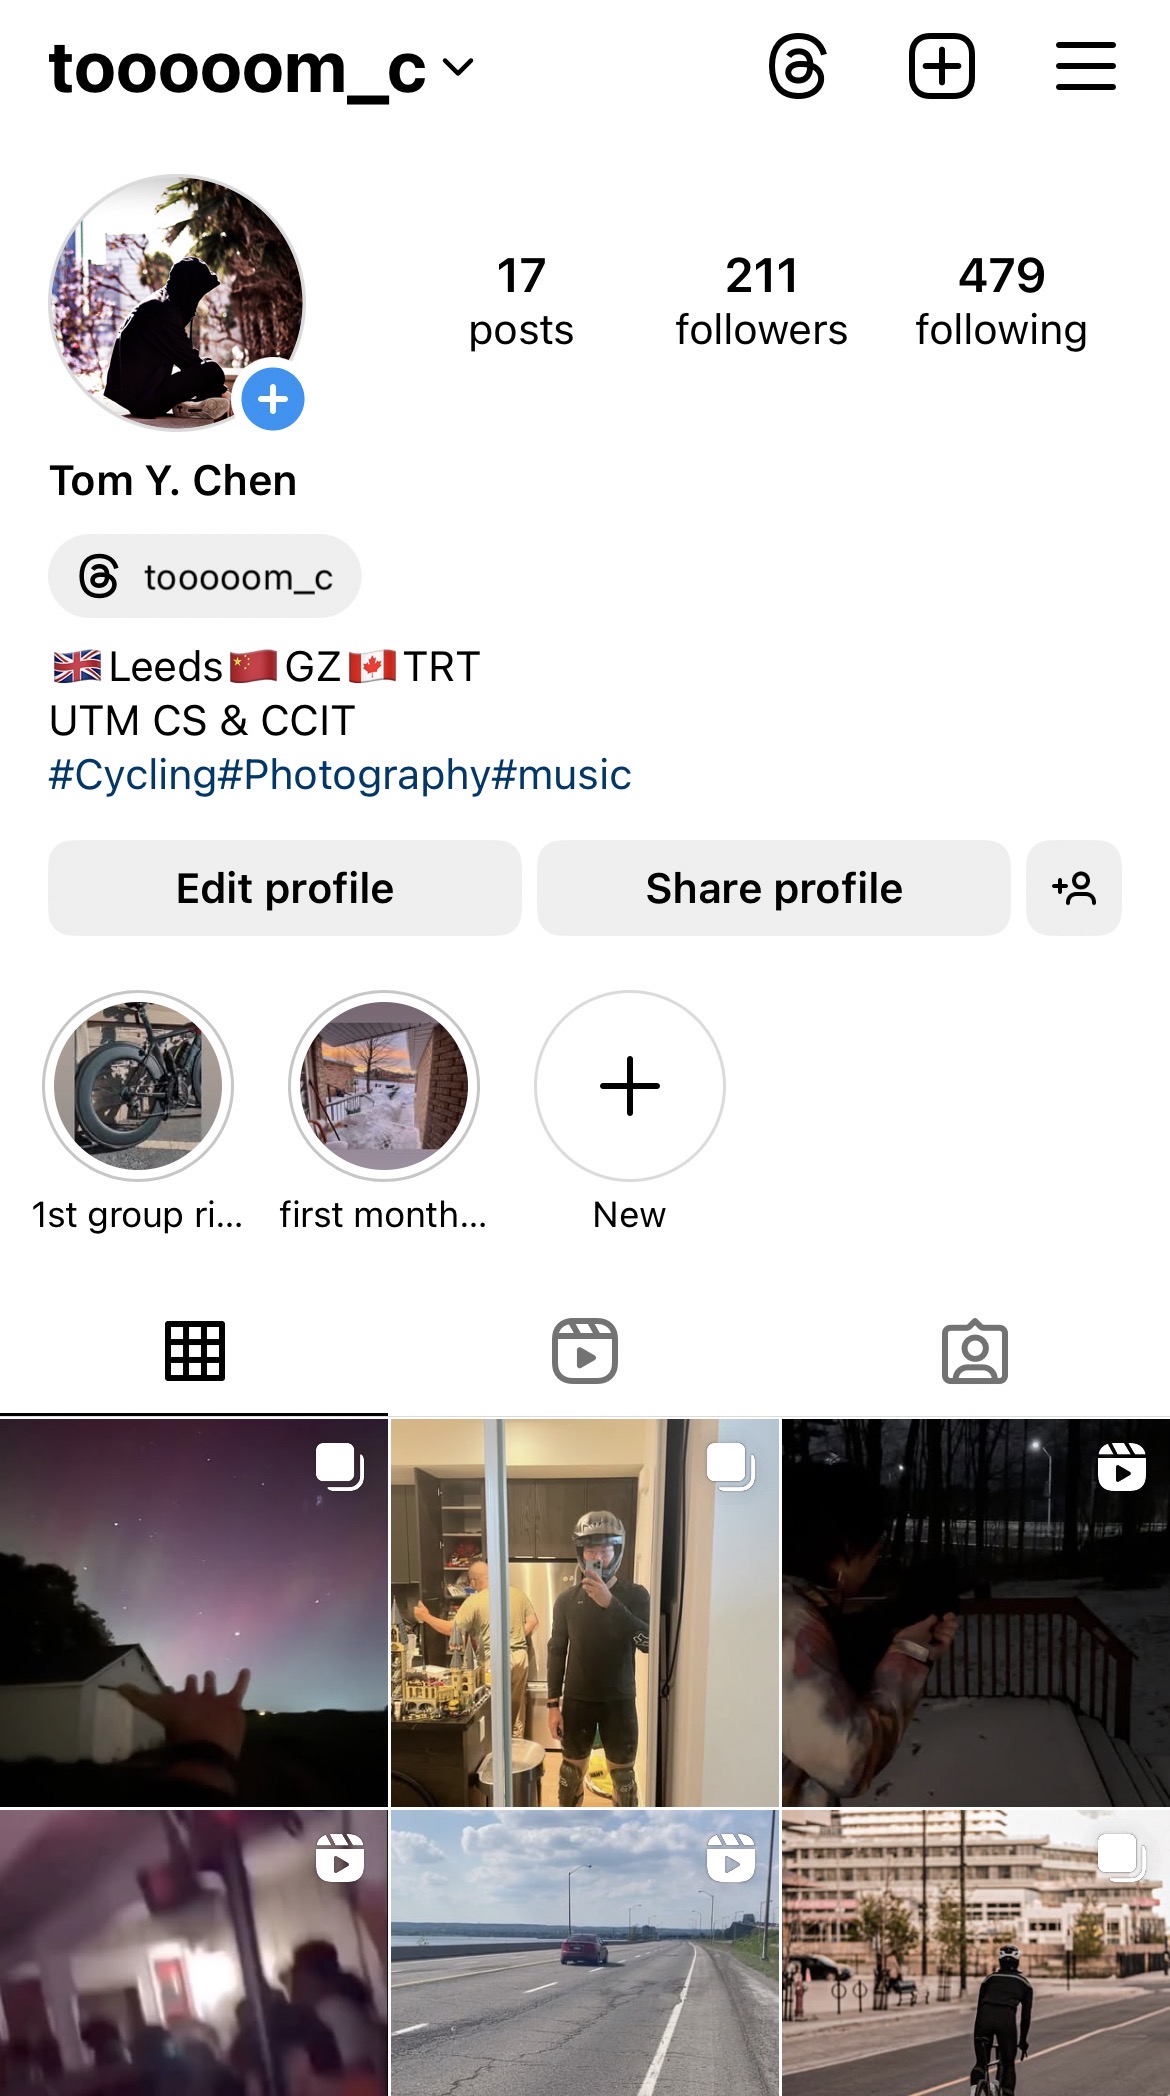 tooooom_c
17 211 479
posts followers following
Tom Y. Chen
tooooom_c
🇬🇧Leeds🇨🇳GZ🇨🇦TRT
UTM CS & CCIT
#Cycling#Photography#music
Edit profile Share profile
1st group ri... first month... New